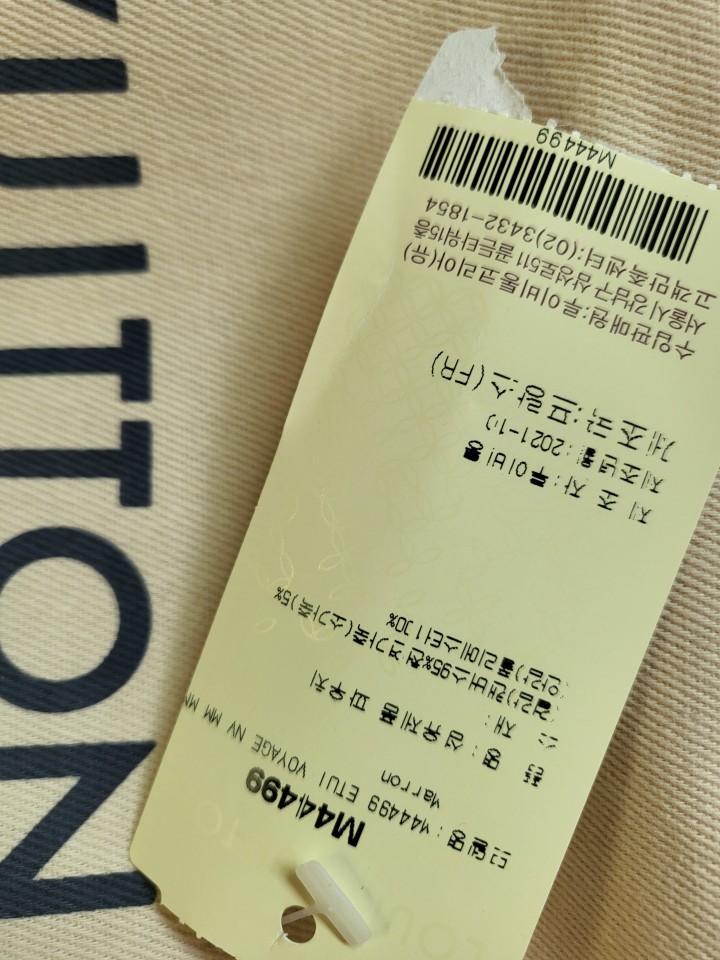 M44499
모델명: M44499 ETUI VOYAGE NV MM MN
Marron
품 명: 섬유제품 파우치
소 재:
겉감)캔버스95%천연가죽(소가죽)5%
안감)폴리에스터100%
제 조 자: 루이비똥
제조년월: 2021-10
제조국: 프랑스(FR)
수입판매원:루이비통코리아(유)
서울시 강남구 삼성로511 골든타워15층
고객만족센터:(02)3432-1854
M44499
VUITTON